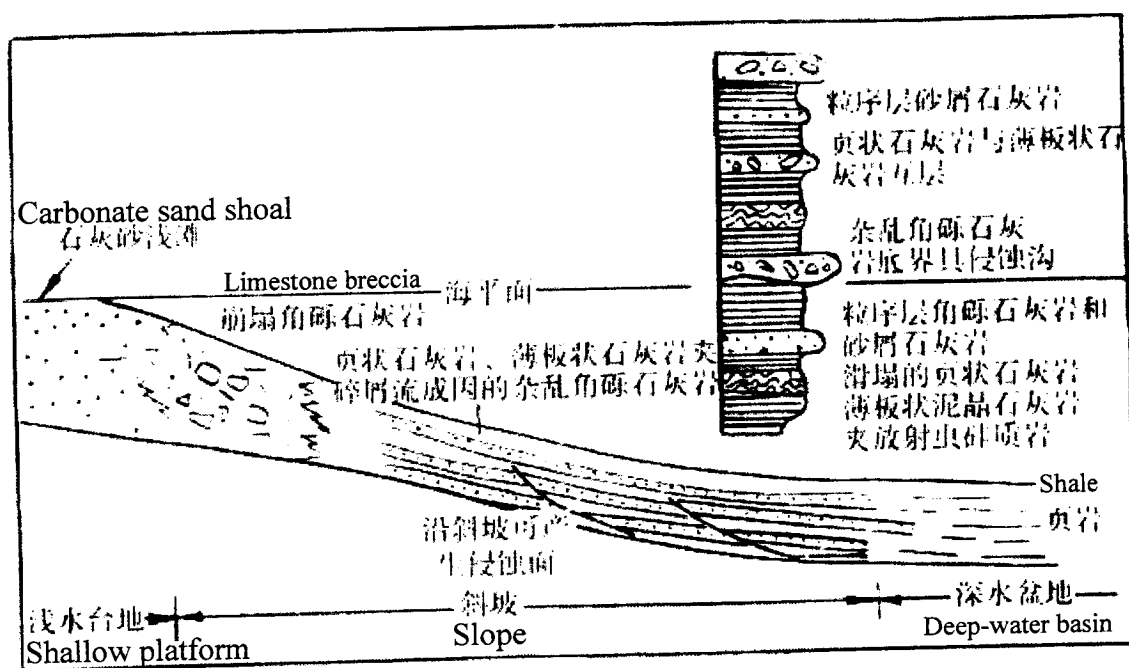 粒序层砂屑石灰岩
页状石灰岩与薄板状石
灰岩互层
杂乱角砾石灰
岩底界具侵蚀沟
粒序层角砾石灰岩和
砂屑石灰岩
滑塌的页状石灰岩
薄板状泥晶石灰岩
夹放射虫硅质岩
Carbonate sand shoal
石灰砂浅滩
Limestone breccia
崩塌角砾石灰岩
海平面
页状石灰岩、薄板状石灰岩夹
碎屑流成因的杂乱角砾石灰岩
Shale
页岩
沿斜坡可产
生侵蚀面
浅水台地
Shallow platform
斜坡
Slope
深水盆地
Deep-water basin